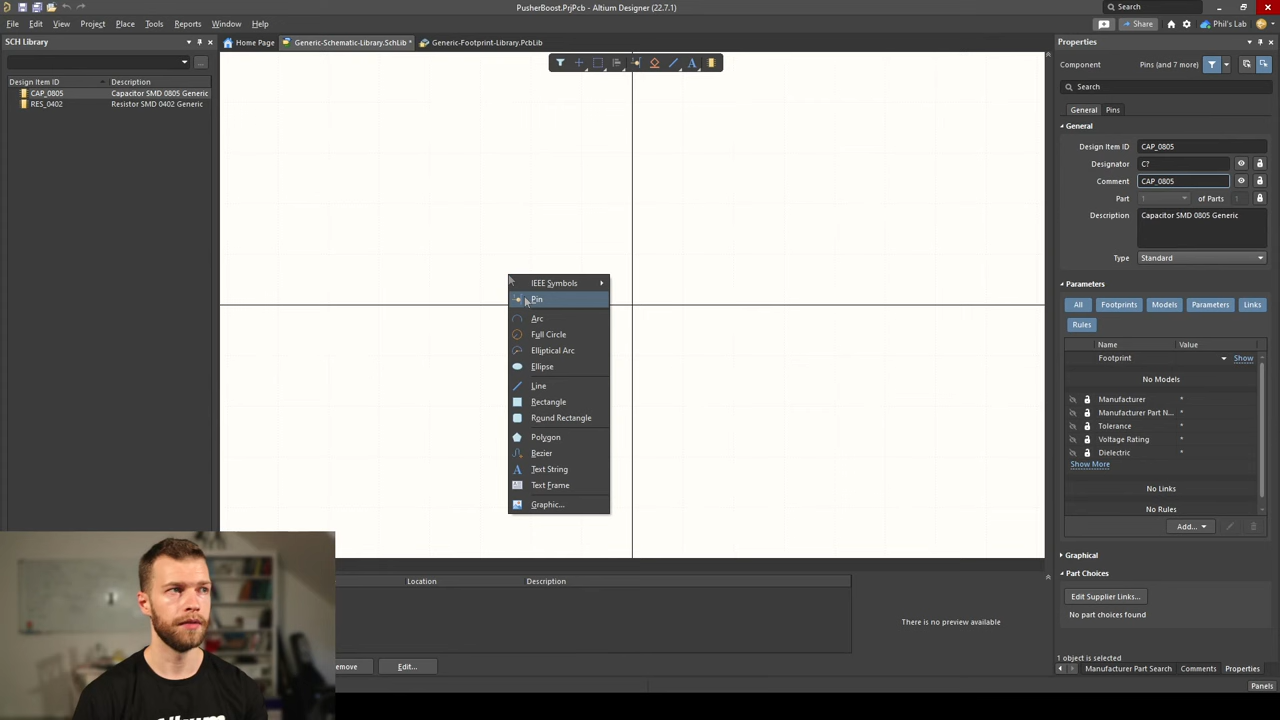 PusherBoost.PrjPcb - Altium Designer (22.7.1)
Search
File Edit View Project Place Tools Reports Window Help
Share Phil's Lab
SCH Library
Home Page Generic-Schematic-Library.SchLib * Generic-Footprint-Library.PcbLib
Properties
Component Pins (and 7 more)
...
Search
Design Item ID Description
CAP_0805 Capacitor SMD 0805 Generic
RES_0402 Resistor SMD 0402 Generic
General Pins
General
Design Item ID CAP_0805
Designator C?
Comment CAP_0805
Part 1 of Parts 1
Description Capacitor SMD 0805 Generic
Type Standard
IEEE Symbols
Pin
Arc
Full Circle
Elliptical Arc
Ellipse
Line
Rectangle
Round Rectangle
Polygon
Bezier
Text String
Text Frame
Graphic...
Parameters
All Footprints Models Parameters Links
Rules
Name Value
Footprint Show
No Models
Manufacturer *
Manufacturer Part N... *
Tolerance *
Voltage Rating *
Dielectric *
Show More
No Links
No Rules
Add...
Graphical
Part Choices
Edit Supplier Links...
No part choices found
Location Description
There is no preview available
emove Edit...
1 object is selected
Manufacturer Part Search Comments Properties
Panels